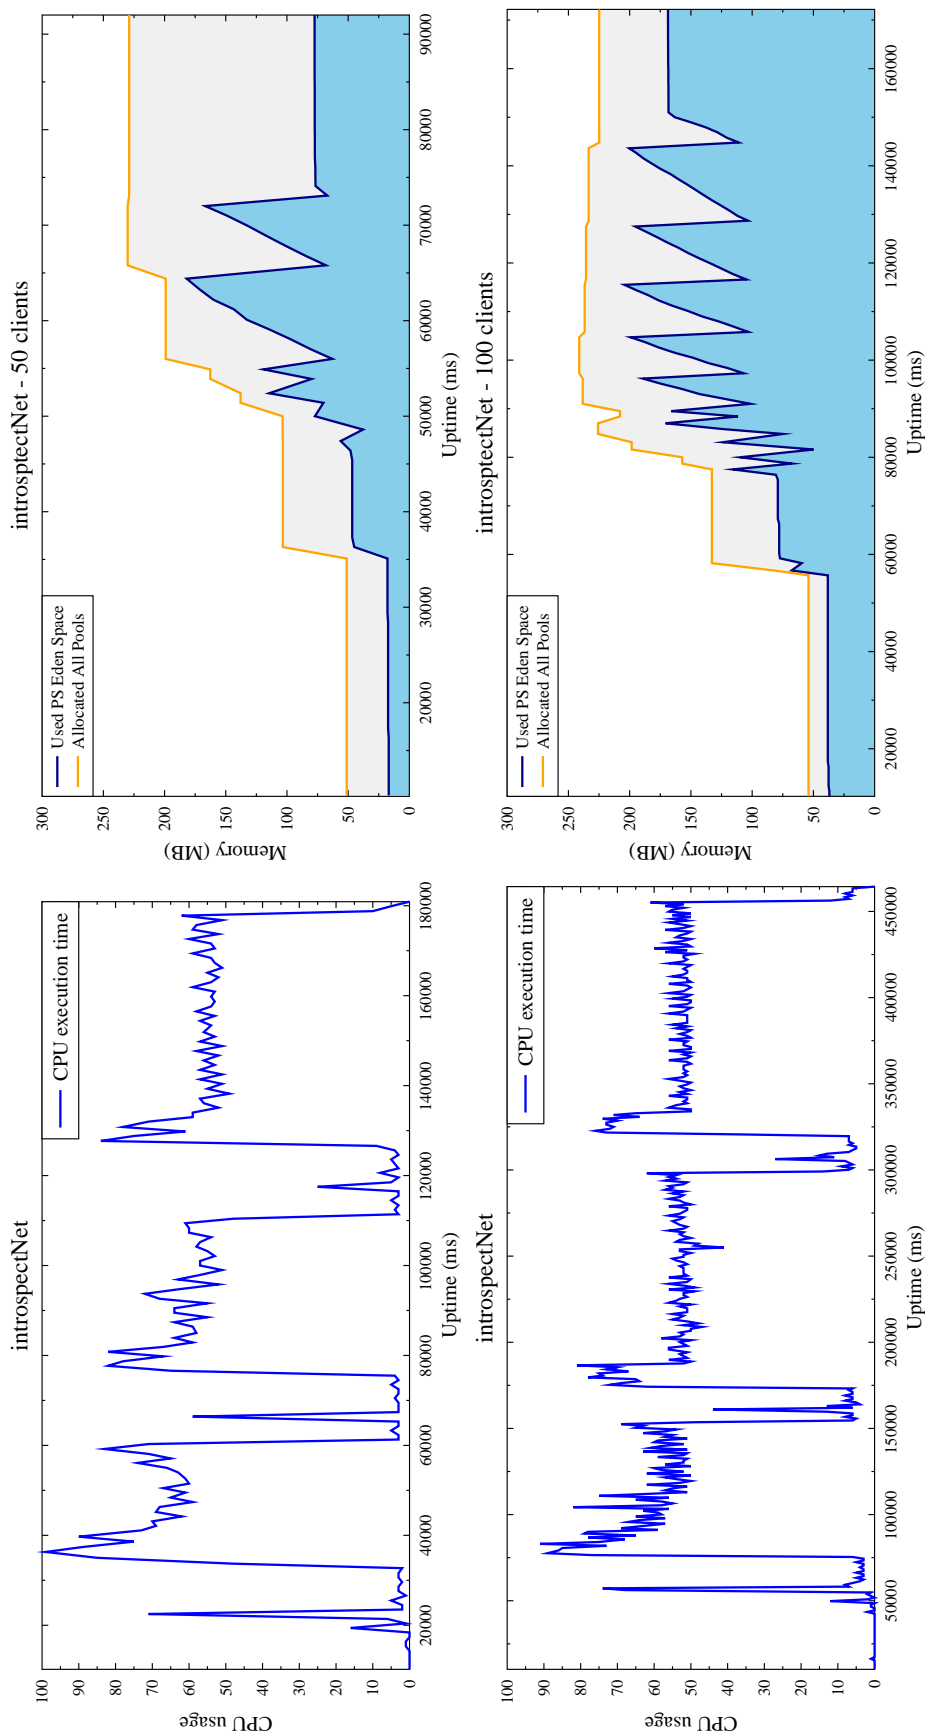 introspectNet
CPU execution time
100
90
80
70
60
50
40
30
20
10
0
CPU usage
20000 40000 60000 80000 100000 120000 140000 160000 180000
Uptime (ms)
introsptectNet - 50 clients
Used PS Eden Space
Allocated All Pools
300
250
200
150
100
50
0
Memory (MB)
20000 30000 40000 50000 60000 70000 80000 90000
Uptime (ms)
introspectNet
CPU execution time
100
90
80
70
60
50
40
30
20
10
0
CPU usage
50000 100000 150000 200000 250000 300000 350000 400000 450000
Uptime (ms)
introsptectNet - 100 clients
Used PS Eden Space
Allocated All Pools
300
250
200
150
100
50
0
Memory (MB)
20000 40000 60000 80000 100000 120000 140000 160000
Uptime (ms)